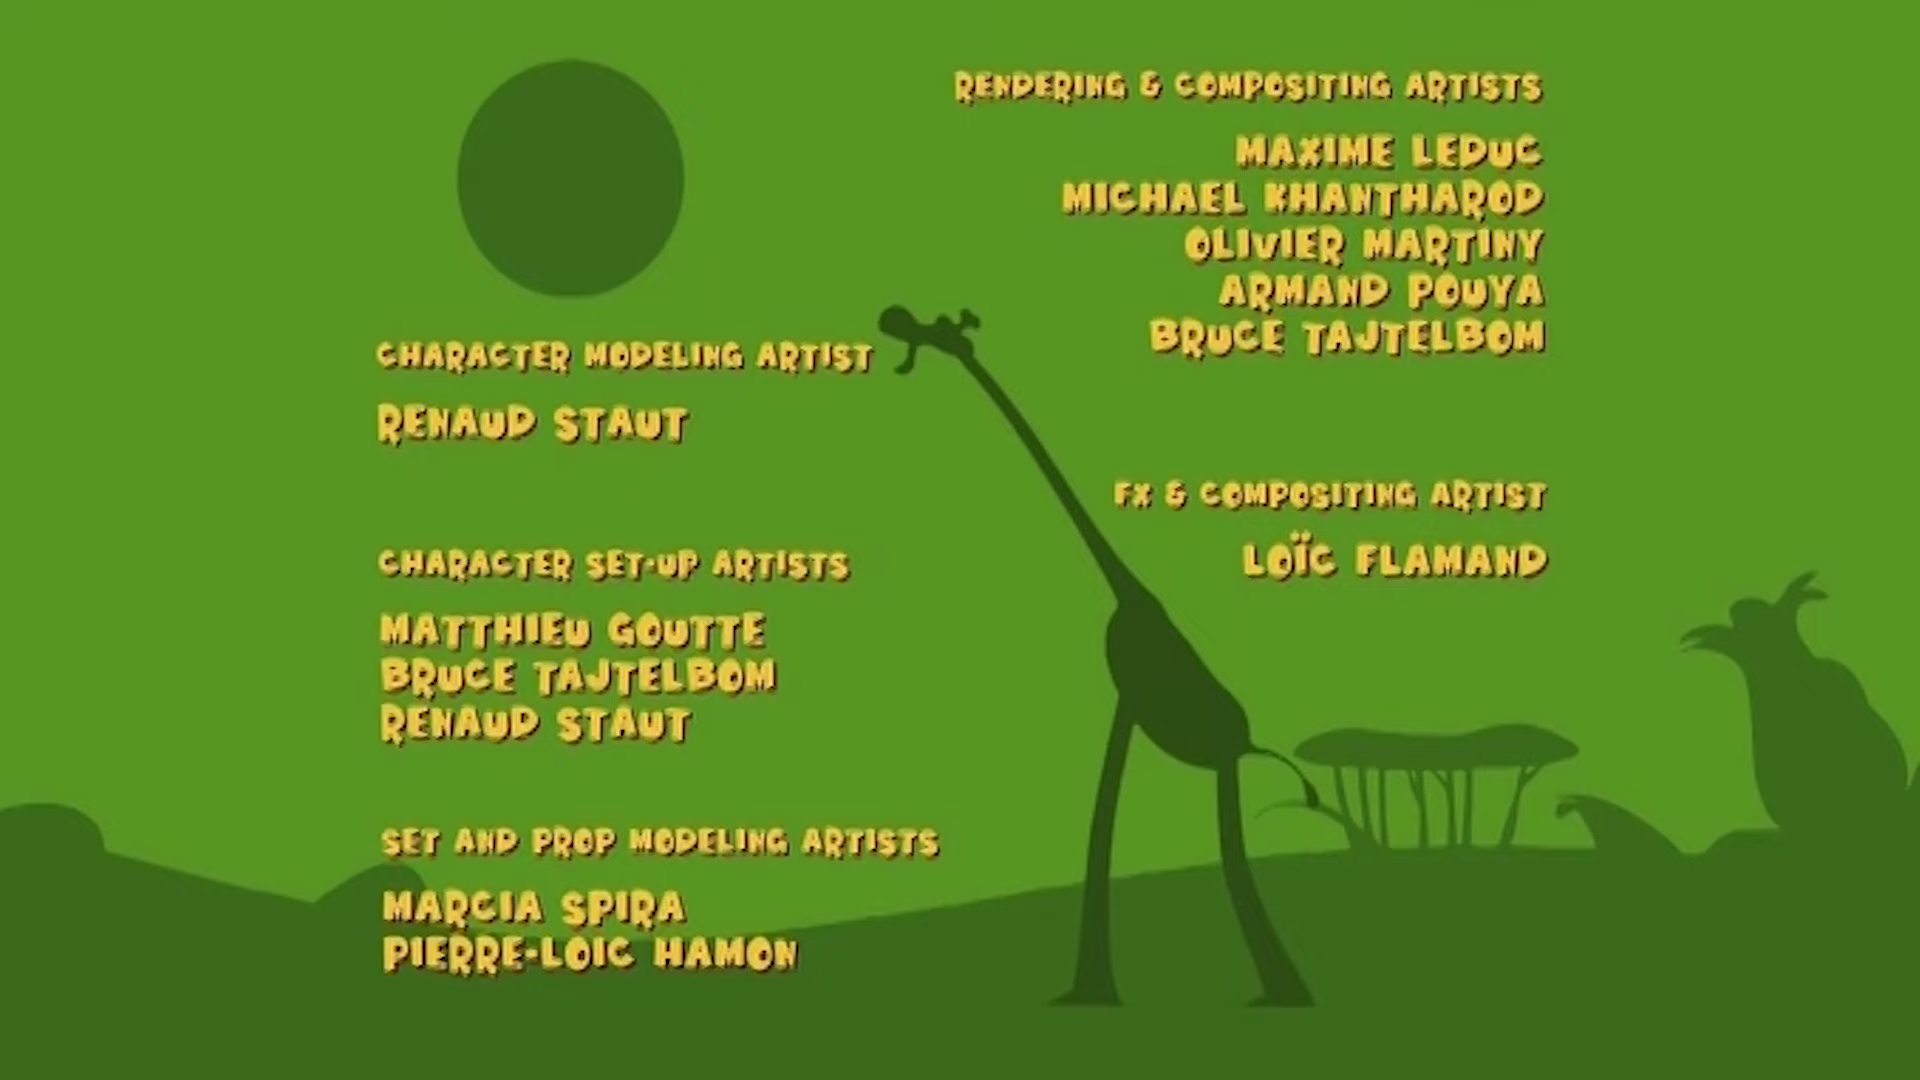 CHARACTER MODELING ARTIST
RENAUD STAUT
CHARACTER SET-UP ARTISTS
MATTHIEU GOUTTE
BRUCE TAJTELBOM
RENAUD STAUT
SET AND PROP MODELING ARTISTS
MARCIA SPIRA
PIERRE-LOIC HAMON
RENDERING & COMPOSITING ARTISTS
MAXIME LEDUC
MICHAEL KHANTHAROD
OLIVIER MARTINY
ARMAND POUYA
BRUCE TAJTELBOM
FX & COMPOSITING ARTIST
LOÏC FLAMAND